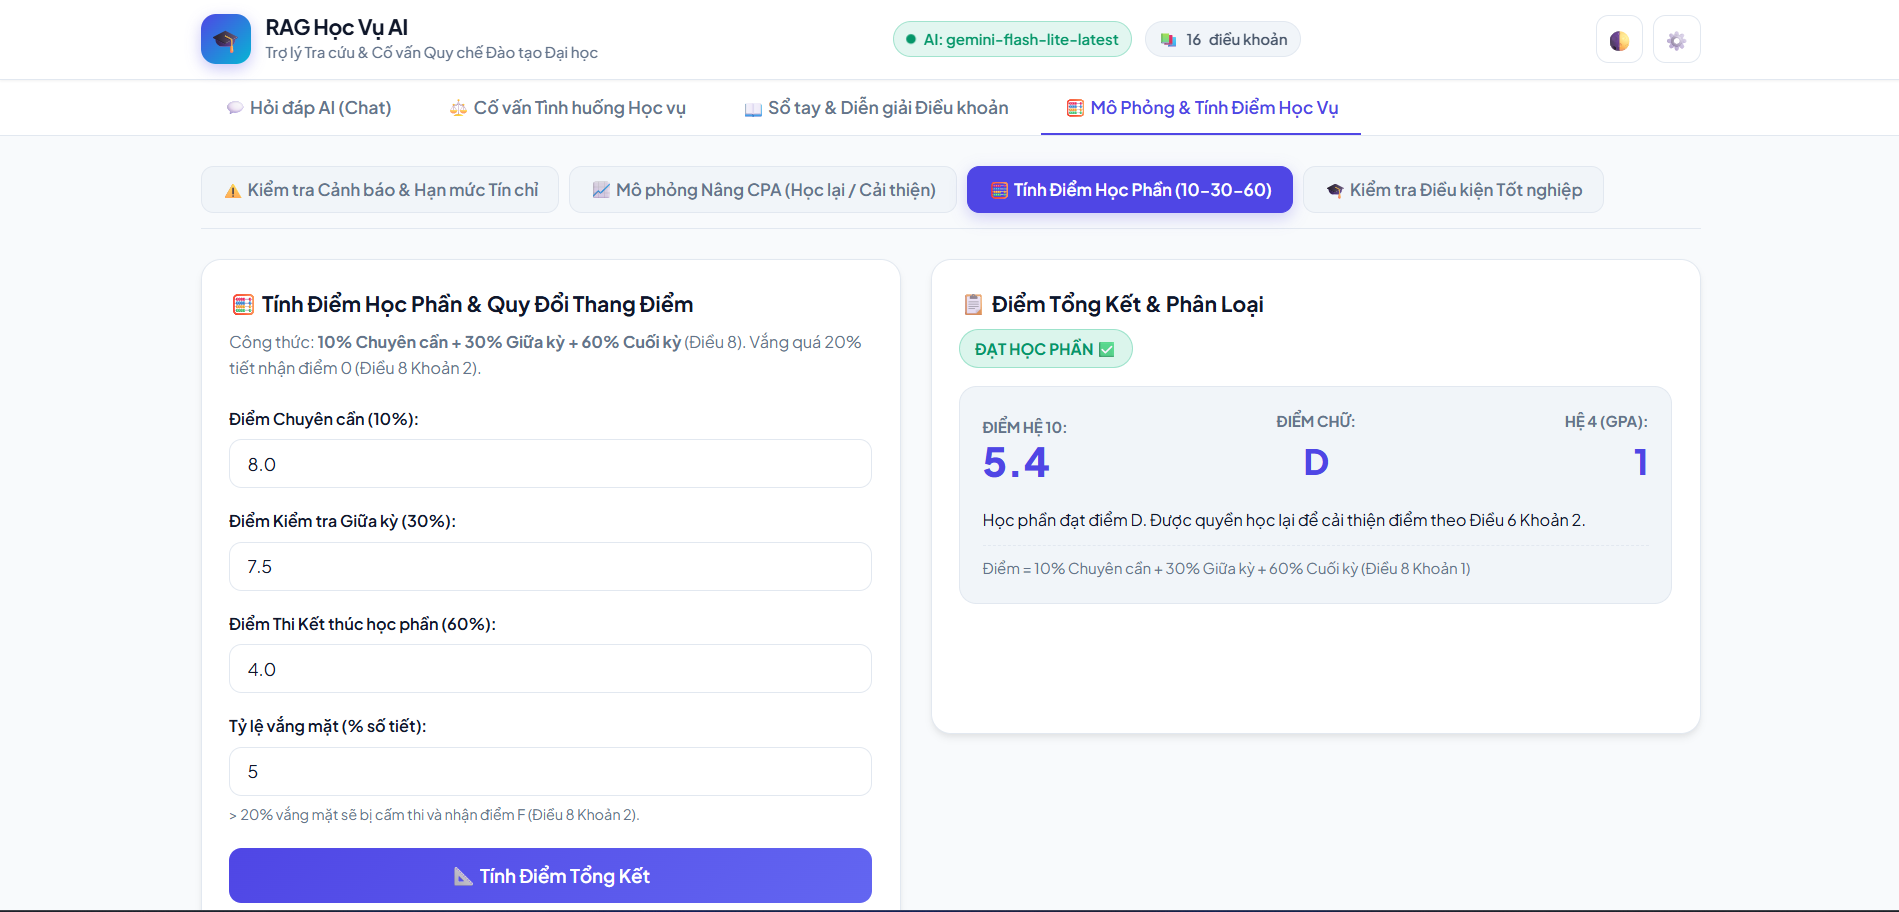 RAG Học Vụ AI
Trợ lý Tra cứu & Cố vấn Quy chế Đào tạo Đại học
AI: gemini-flash-lite-latest
16 điều khoản
Hỏi đáp AI (Chat)
Cố vấn Tình huống Học vụ
Sổ tay & Diễn giải Điều khoản
Mô Phỏng & Tính Điểm Học Vụ
Kiểm tra Cảnh báo & Hạn mức Tín chỉ
Mô phỏng Nâng CPA (Học lại / Cải thiện)
Tính Điểm Học Phần (10-30-60)
Kiểm tra Điều kiện Tốt nghiệp
Tính Điểm Học Phần & Quy Đổi Thang Điểm
Công thức: 10% Chuyên cần + 30% Giữa kỳ + 60% Cuối kỳ (Điều 8). Vắng quá 20%
tiết nhận điểm 0 (Điều 8 Khoản 2).
Điểm Chuyên cần (10%):
8.0
Điểm Kiểm tra Giữa kỳ (30%):
7.5
Điểm Thi Kết thúc học phần (60%):
4.0
Tỷ lệ vắng mặt (% số tiết):
5
> 20% vắng mặt sẽ bị cấm thi và nhận điểm F (Điều 8 Khoản 2).
Tính Điểm Tổng Kết
Điểm Tổng Kết & Phân Loại
ĐẠT HỌC PHẦN
ĐIỂM HỆ 10:
5.4
ĐIỂM CHỮ:
D
HỆ 4 (GPA):
1
Học phần đạt điểm D. Được quyền học lại để cải thiện điểm theo Điều 6 Khoản 2.
Điểm = 10% Chuyên cần + 30% Giữa kỳ + 60% Cuối kỳ (Điều 8 Khoản 1)